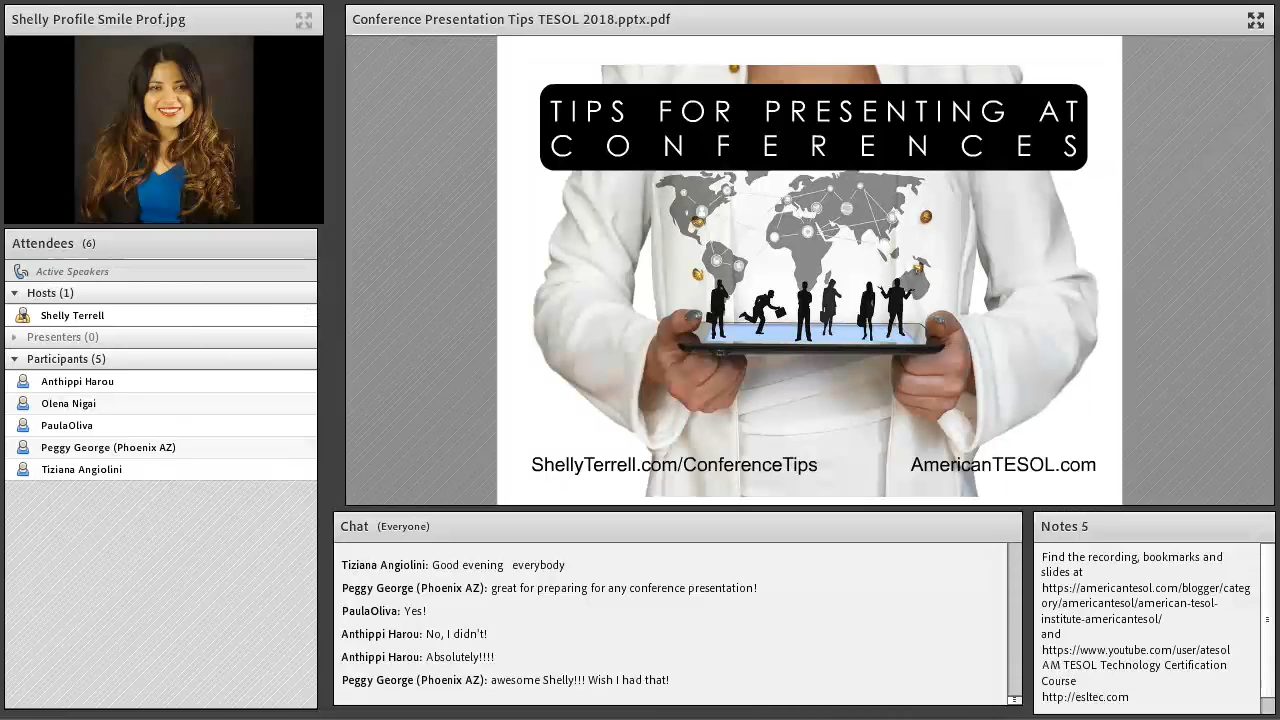 Shelly Profile Smile Prof.jpg
Attendees (6)
Active Speakers
Hosts (1)
Shelly Terrell
Presenters (0)
Participants (5)
Anthippi Harou
Olena Nigai
PaulaOliva
Peggy George (Phoenix AZ)
Tiziana Angiolini
Conference Presentation Tips TESOL 2018.pptx.pdf
TIPS FOR PRESENTING AT
CONFERENCES
ShellyTerrell.com/ConferenceTips
AmericanTESOL.com
Chat (Everyone)
Tiziana Angiolini: Good evening everybody
Peggy George (Phoenix AZ): great for preparing for any conference presentation!
PaulaOliva: Yes!
Anthippi Harou: No, I didn't!
Anthippi Harou: Absolutely!!!!
Peggy George (Phoenix AZ): awesome Shelly!!! Wish I had that!
Notes 5
Find the recording, bookmarks and
slides at
https://americantesol.com/blogger/categ
ory/americantesol/american-tesol-
institute-americantesol/
and
https://www.youtube.com/user/atesol
AM TESOL Technology Certification
Course
http://esltec.com